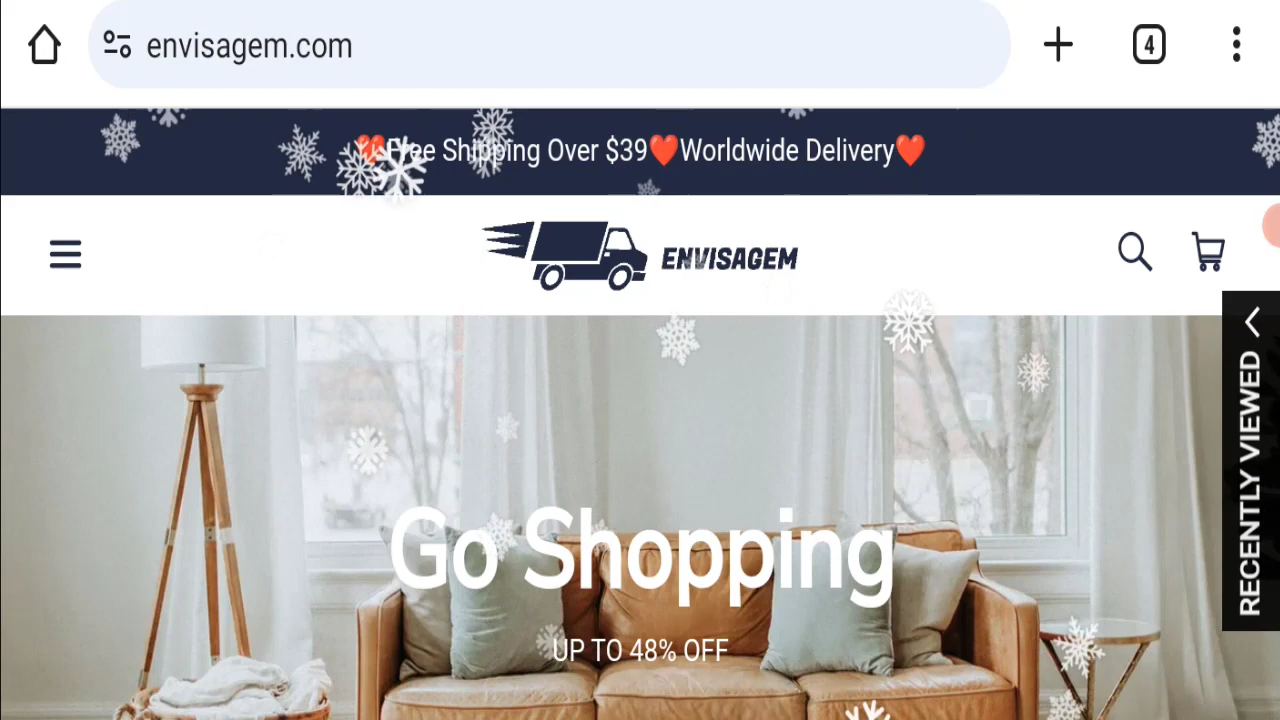 envisagem.com
4
❤️Free Shipping Over $39❤️Worldwide Delivery❤️
ENVISAGEM
RECENTLY VIEWED
Go Shopping
UP TO 48% OFF